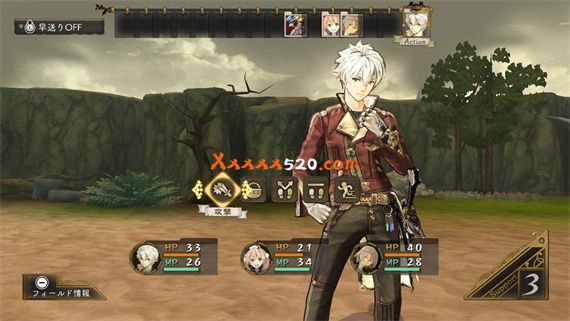 早送りOFF
Action
Xxxxx520.com
攻撃
HP 33
MP 26
HP 21
MP 34
HP 40
MP 28
フィールド情報
Support
3